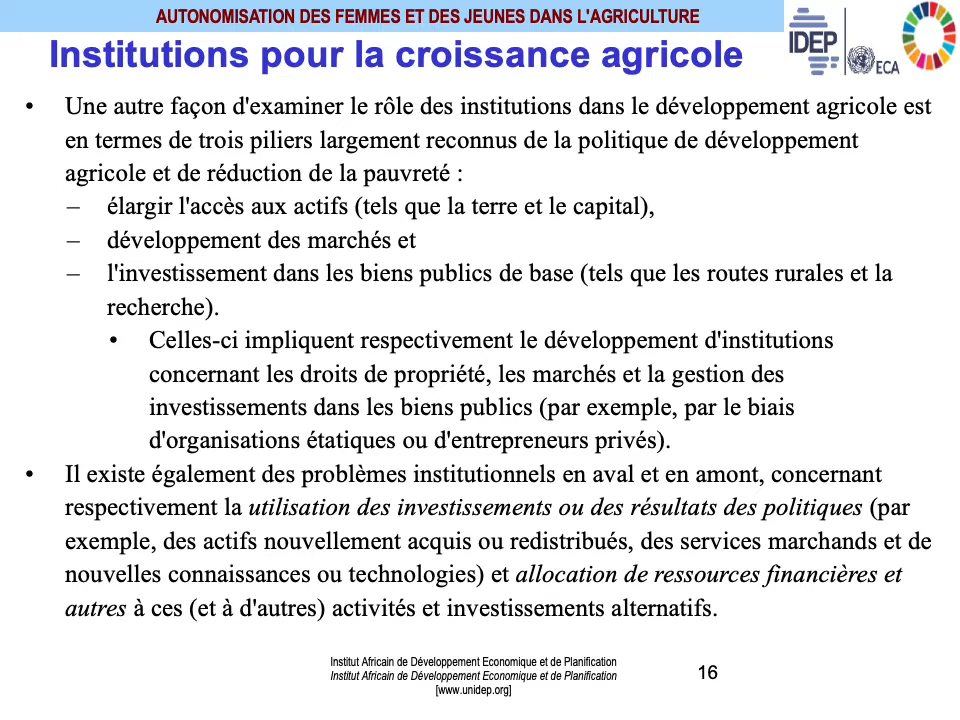 AUTONOMISATION DES FEMMES ET DES JEUNES DANS L'AGRICULTURE
Institutions pour la croissance agricole
IDEP
ECA
• Une autre façon d'examiner le rôle des institutions dans le développement agricole est
en termes de trois piliers largement reconnus de la politique de développement
agricole et de réduction de la pauvreté :
– élargir l'accès aux actifs (tels que la terre et le capital),
– développement des marchés et
– l'investissement dans les biens publics de base (tels que les routes rurales et la
recherche).
• Celles-ci impliquent respectivement le développement d'institutions
concernant les droits de propriété, les marchés et la gestion des
investissements dans les biens publics (par exemple, par le biais
d'organisations étatiques ou d'entrepreneurs privés).
• Il existe également des problèmes institutionnels en aval et en amont, concernant
respectivement la utilisation des investissements ou des résultats des politiques (par
exemple, des actifs nouvellement acquis ou redistribués, des services marchands et de
nouvelles connaissances ou technologies) et allocation de ressources financières et
autres à ces (et à d'autres) activités et investissements alternatifs.
Institut Africain de Développement Economique et de Planification
Institut Africain de Développement Economique et de Planification
[www.unidep.org]
16